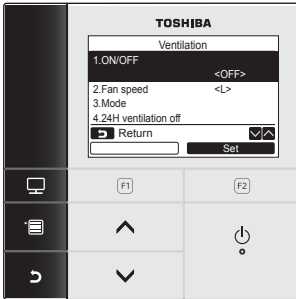 TOSHIBA
Ventilation
1.ON/OFF
<OFF>
2.Fan speed <L>
3.Mode
4.24H ventilation off
Return
Set
F1 F2